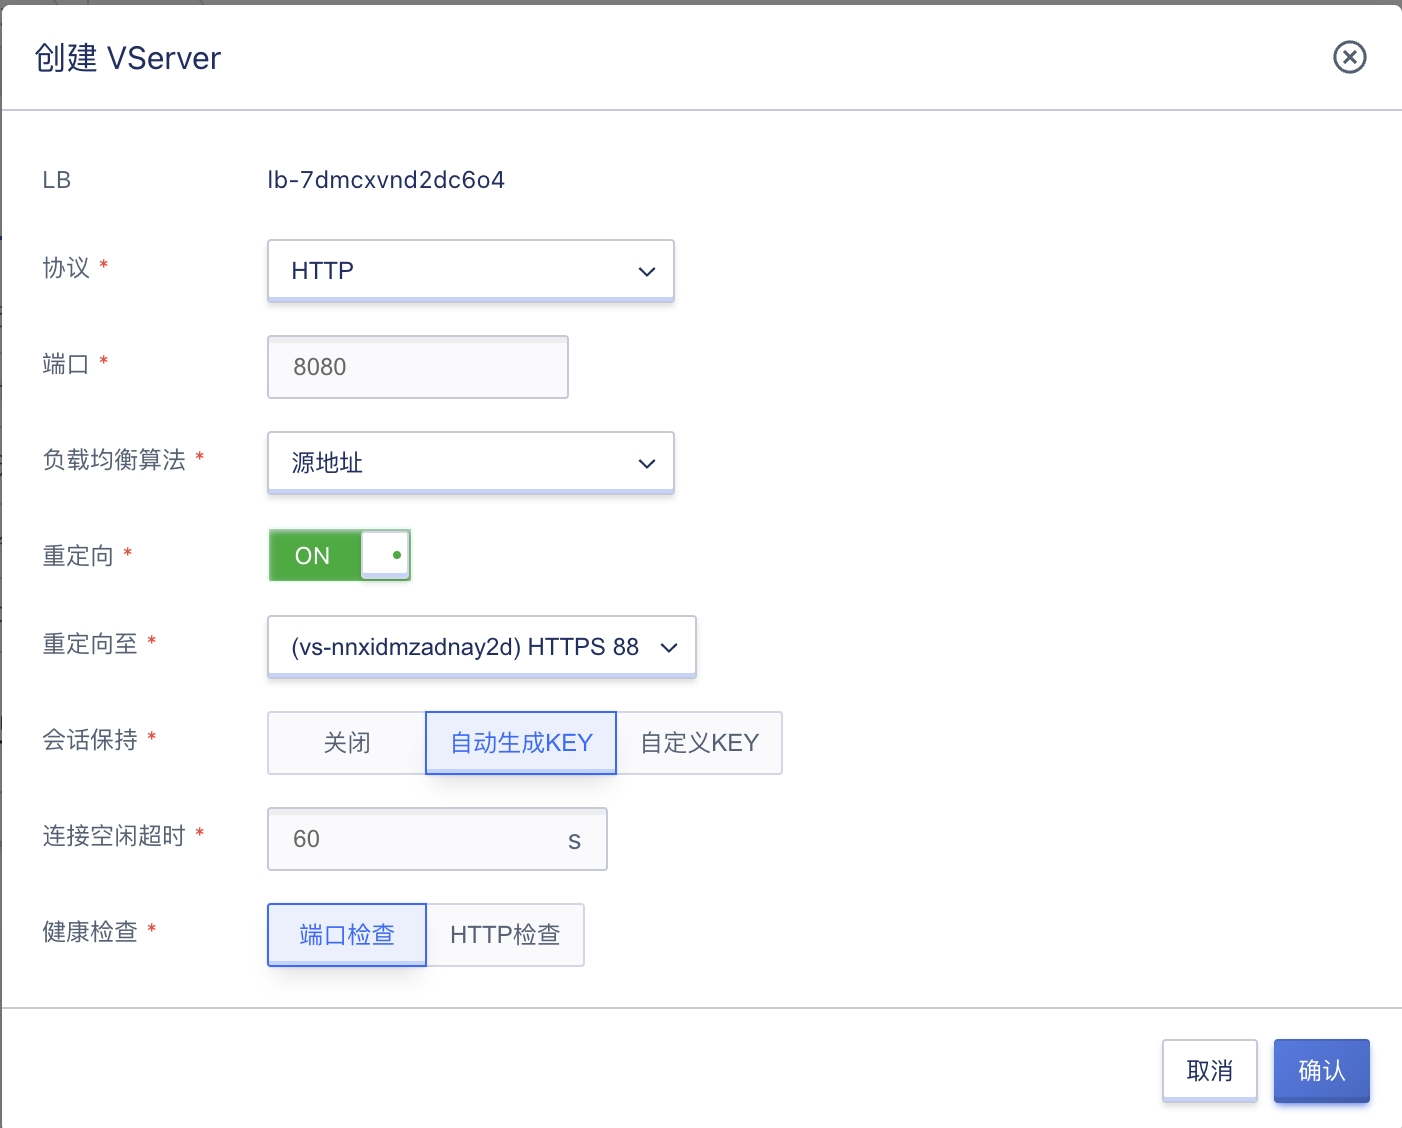 创建 VServer
LB lb-7dmcxvnd2dc6o4
协议 * HTTP
端口 * 8080
负载均衡算法 * 源地址
重定向 * ON
重定向至 * (vs-nnxidmzadnay2d) HTTPS 88
会话保持 * 关闭 自动生成KEY 自定义KEY
连接空闲超时 * 60 s
健康检查 * 端口检查 HTTP检查
取消 确认